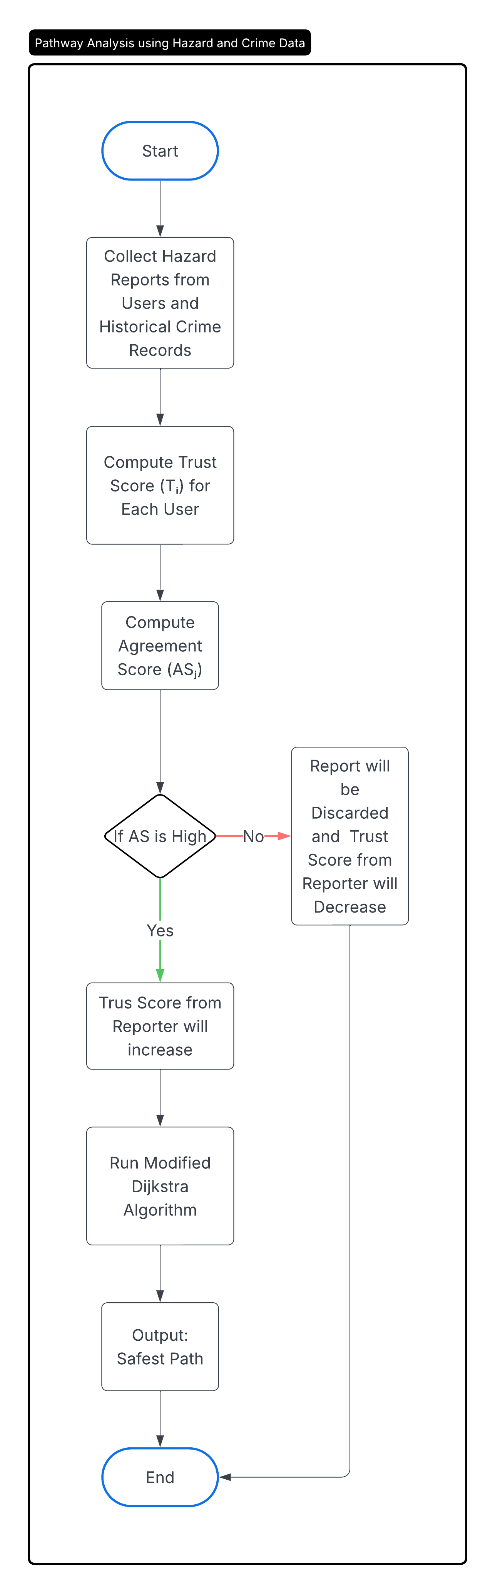 Pathway Analysis using Hazard and Crime Data
Start
Collect Hazard
Reports from
Users and
Historical Crime
Records
Compute Trust
Score (Tᵢ) for
Each User
Compute
Agreement
Score (ASⱼ)
If AS is High
No
Report will
be
Discarded
and Trust
Score from
Reporter will
Decrease
Yes
Trus Score from
Reporter will
increase
Run Modified
Dijkstra
Algorithm
Output:
Safest Path
End